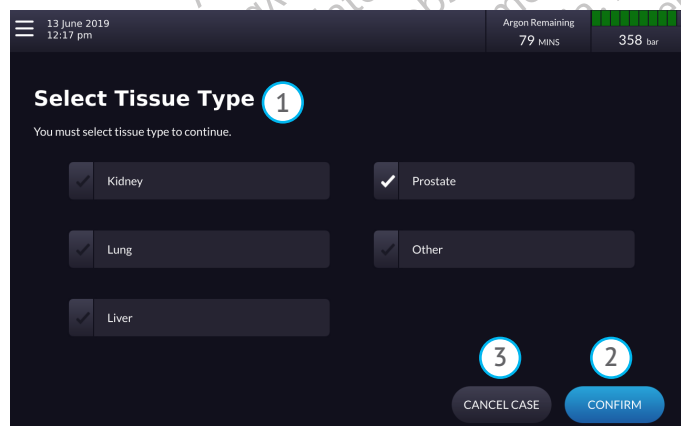 13 June 2019
12:17 pm
Argon Remaining
79 MINS
358 bar
Select Tissue Type
1
You must select tissue type to continue.
Kidney
Prostate
Lung
Other
Liver
3
2
CANCEL CASE
CONFIRM